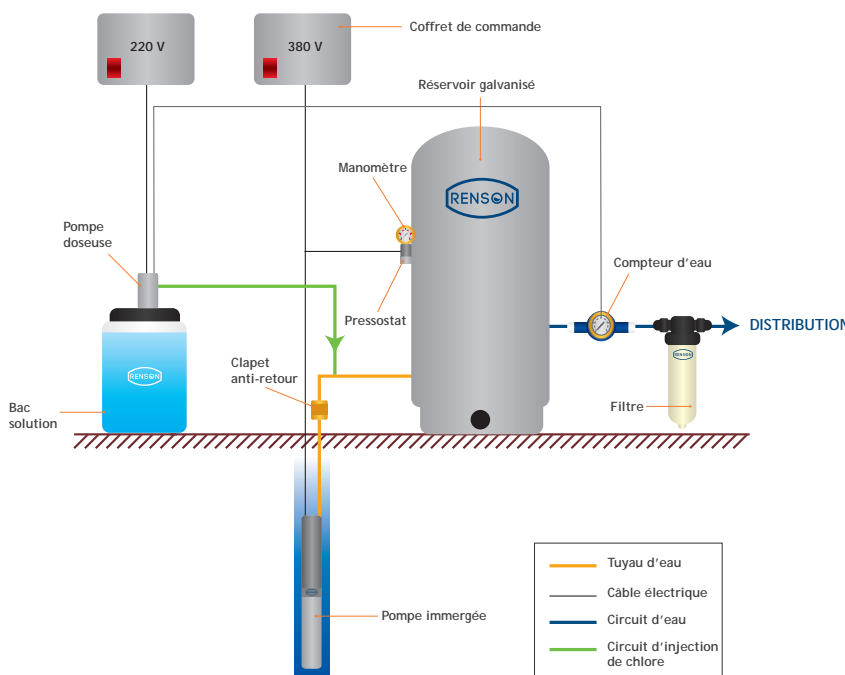 220 V
380 V
Coffret de commande
Réservoir galvanisé
Manomètre
RENSON
Pompe
doseuse
Compteur d'eau
Pressostat
DISTRIBUTION
Clapet
anti-retour
RENSON
RENSON
Bac
solution
Filtre
Pompe immergée
Tuyau d'eau
Câble électrique
Circuit d'eau
Circuit d'injection
de chlore